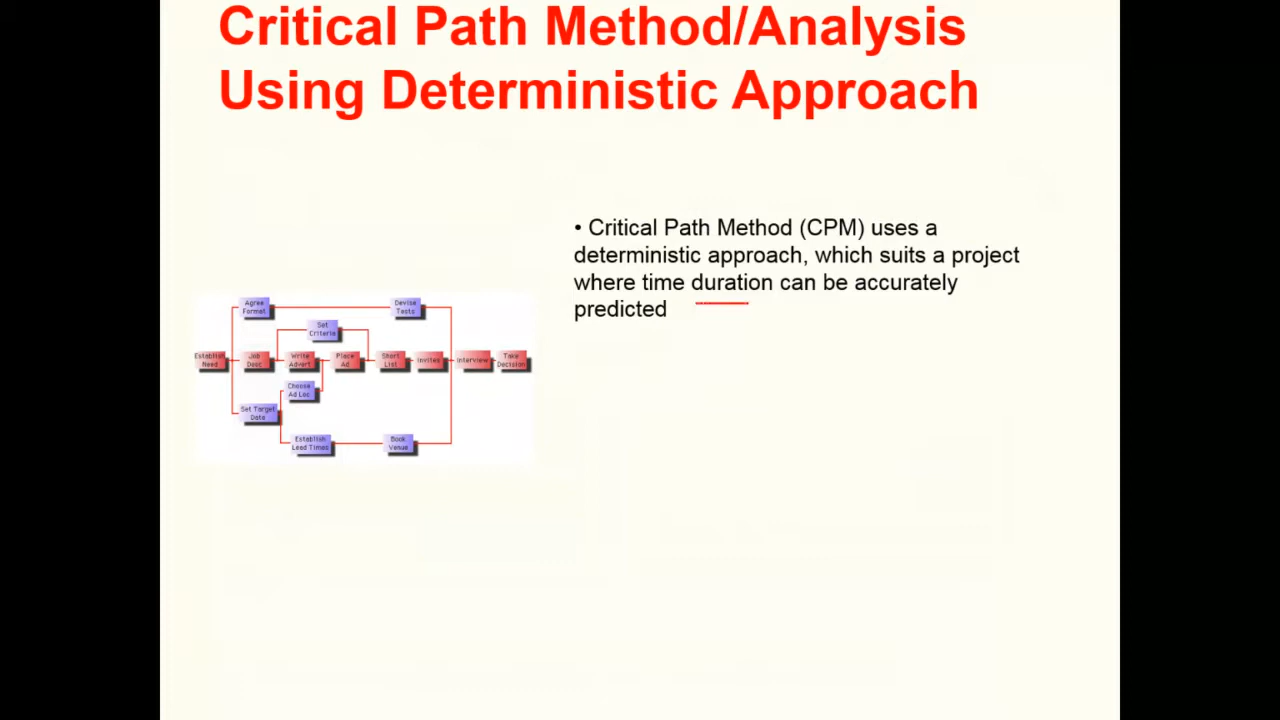 Critical Path Method/Analysis
Using Deterministic Approach
• Critical Path Method (CPM) uses a
deterministic approach, which suits a project
where time duration can be accurately
predicted
Agree
Format
Devise
Tests
Set
Criteria
Establish
Need
Job
Desc
Write
Advert
Place
Ad
Short
List
Invites
Interview
Take
Decision
Choose
Ad Loc
Set Target
Date
Establish
Lead Times
Book
Venue